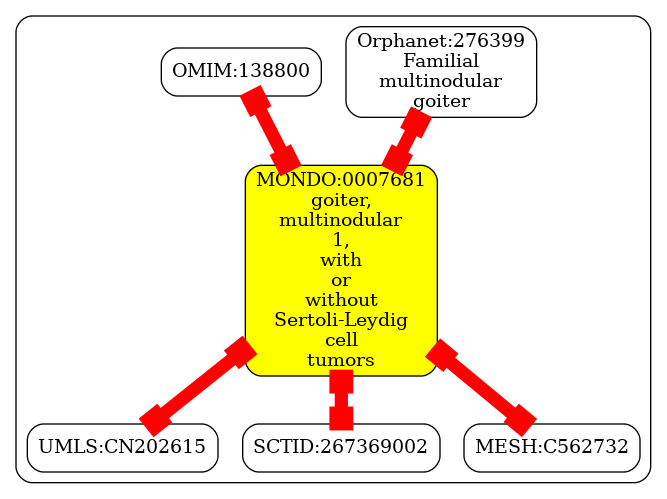 OMIM:138800
Orphanet:276399
Familial
multinodular
goiter
MONDO:0007681
goiter,
multinodular
1,
with
or
without
Sertoli-Leydig
cell
tumors
UMLS:CN202615
SCTID:267369002
MESH:C562732